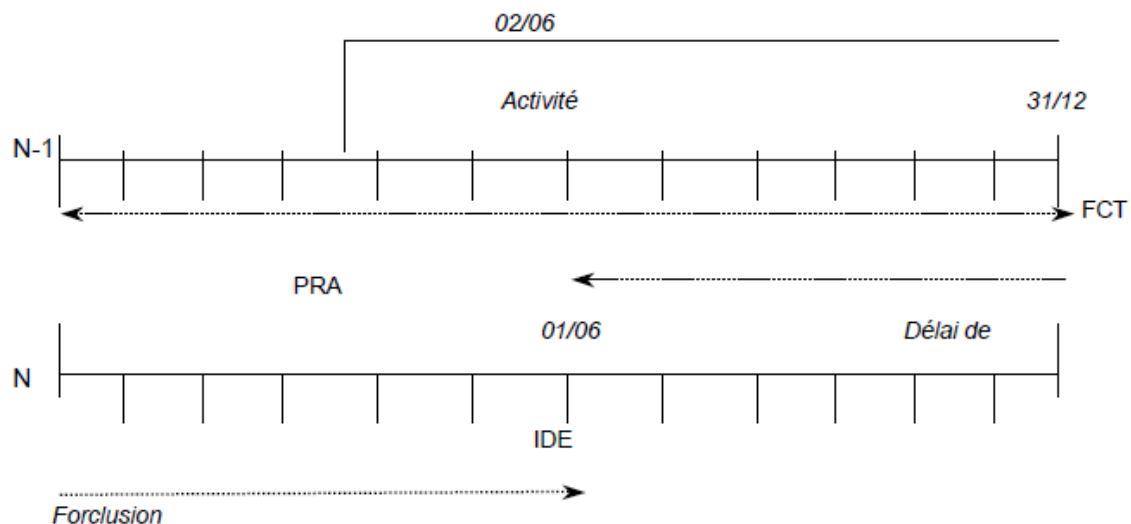 02/06
Activité
31/12
N-1
FCT
PRA
01/06
Délai de
N
IDE
Forclusion